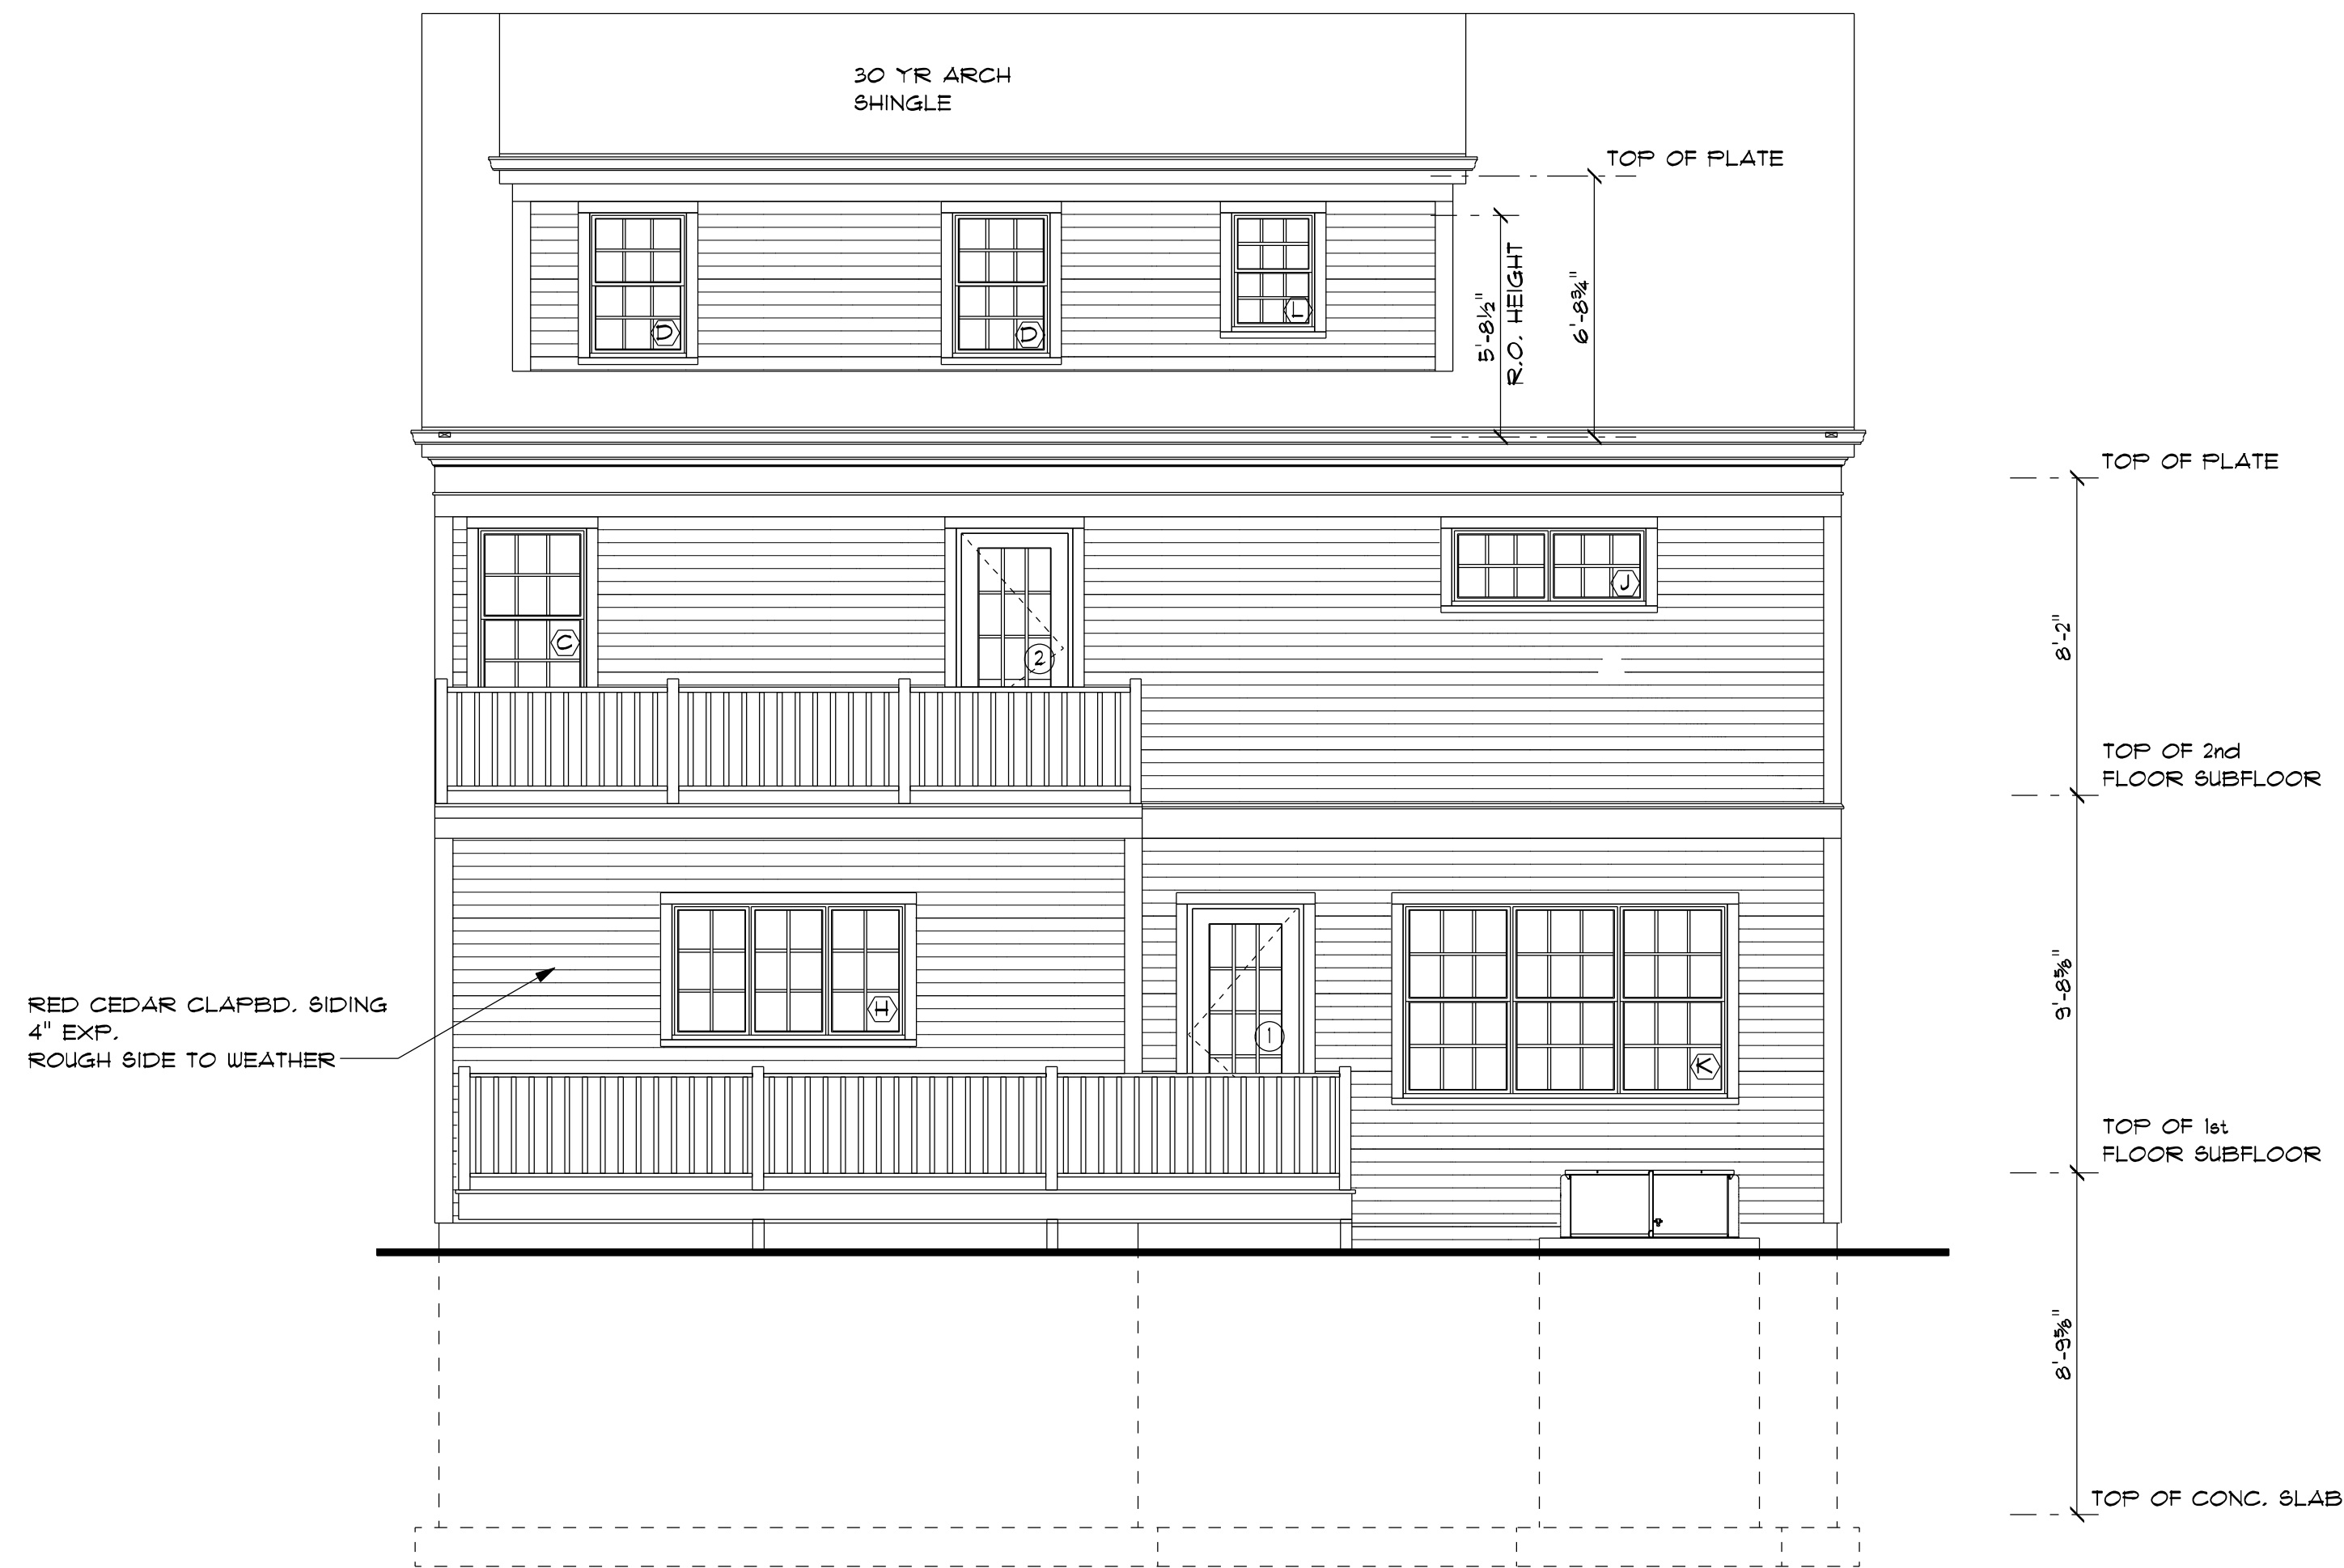 30 YR ARCH
SHINGLE
TOP OF PLATE
D
D
L
5'-8½"
R.O. HEIGHT
6'-8¾"
TOP OF PLATE
C
2
J
8'-2"
TOP OF 2nd
FLOOR SUBFLOOR
RED CEDAR CLAPBD. SIDING
4" EXP.
ROUGH SIDE TO WEATHER
H
1
K
9'-8⅝"
TOP OF 1st
FLOOR SUBFLOOR
8'-9⅝"
TOP OF CONC. SLAB